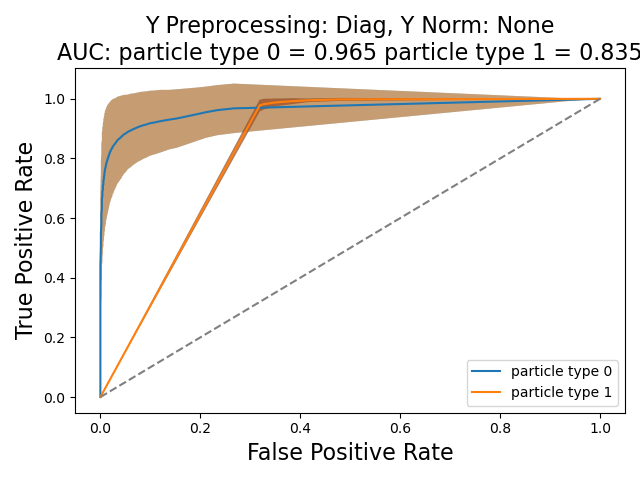 Y Preprocessing: Diag, Y Norm: None
AUC: particle type 0 = 0.965 particle type 1 = 0.835
True Positive Rate
1.0
0.8
0.6
0.4
0.2
0.0
particle type 0
particle type 1
0.0 0.2 0.4 0.6 0.8 1.0
False Positive Rate